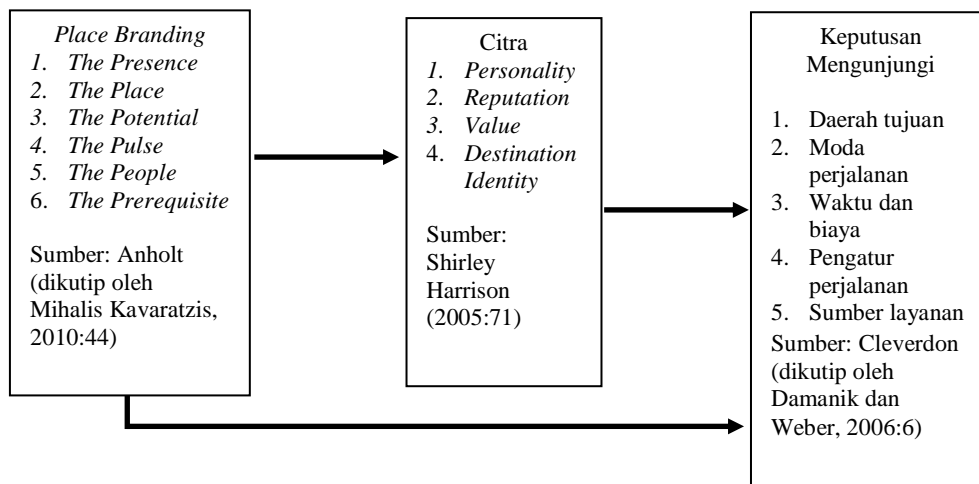 Place Branding
1. The Presence
2. The Place
3. The Potential
4. The Pulse
5. The People
6. The Prerequisite
Sumber: Anholt
(dikutip oleh
Mihalis Kavaratzis,
2010:44)
Citra
1. Personality
2. Reputation
3. Value
4. Destination
Identity
Sumber:
Shirley
Harrison
(2005:71)
Keputusan
Mengunjungi
1. Daerah tujuan
2. Moda
perjalanan
3. Waktu dan
biaya
4. Pengatur
perjalanan
5. Sumber layanan
Sumber: Cleverdon
(dikutip oleh
Damanik dan
Weber, 2006:6)